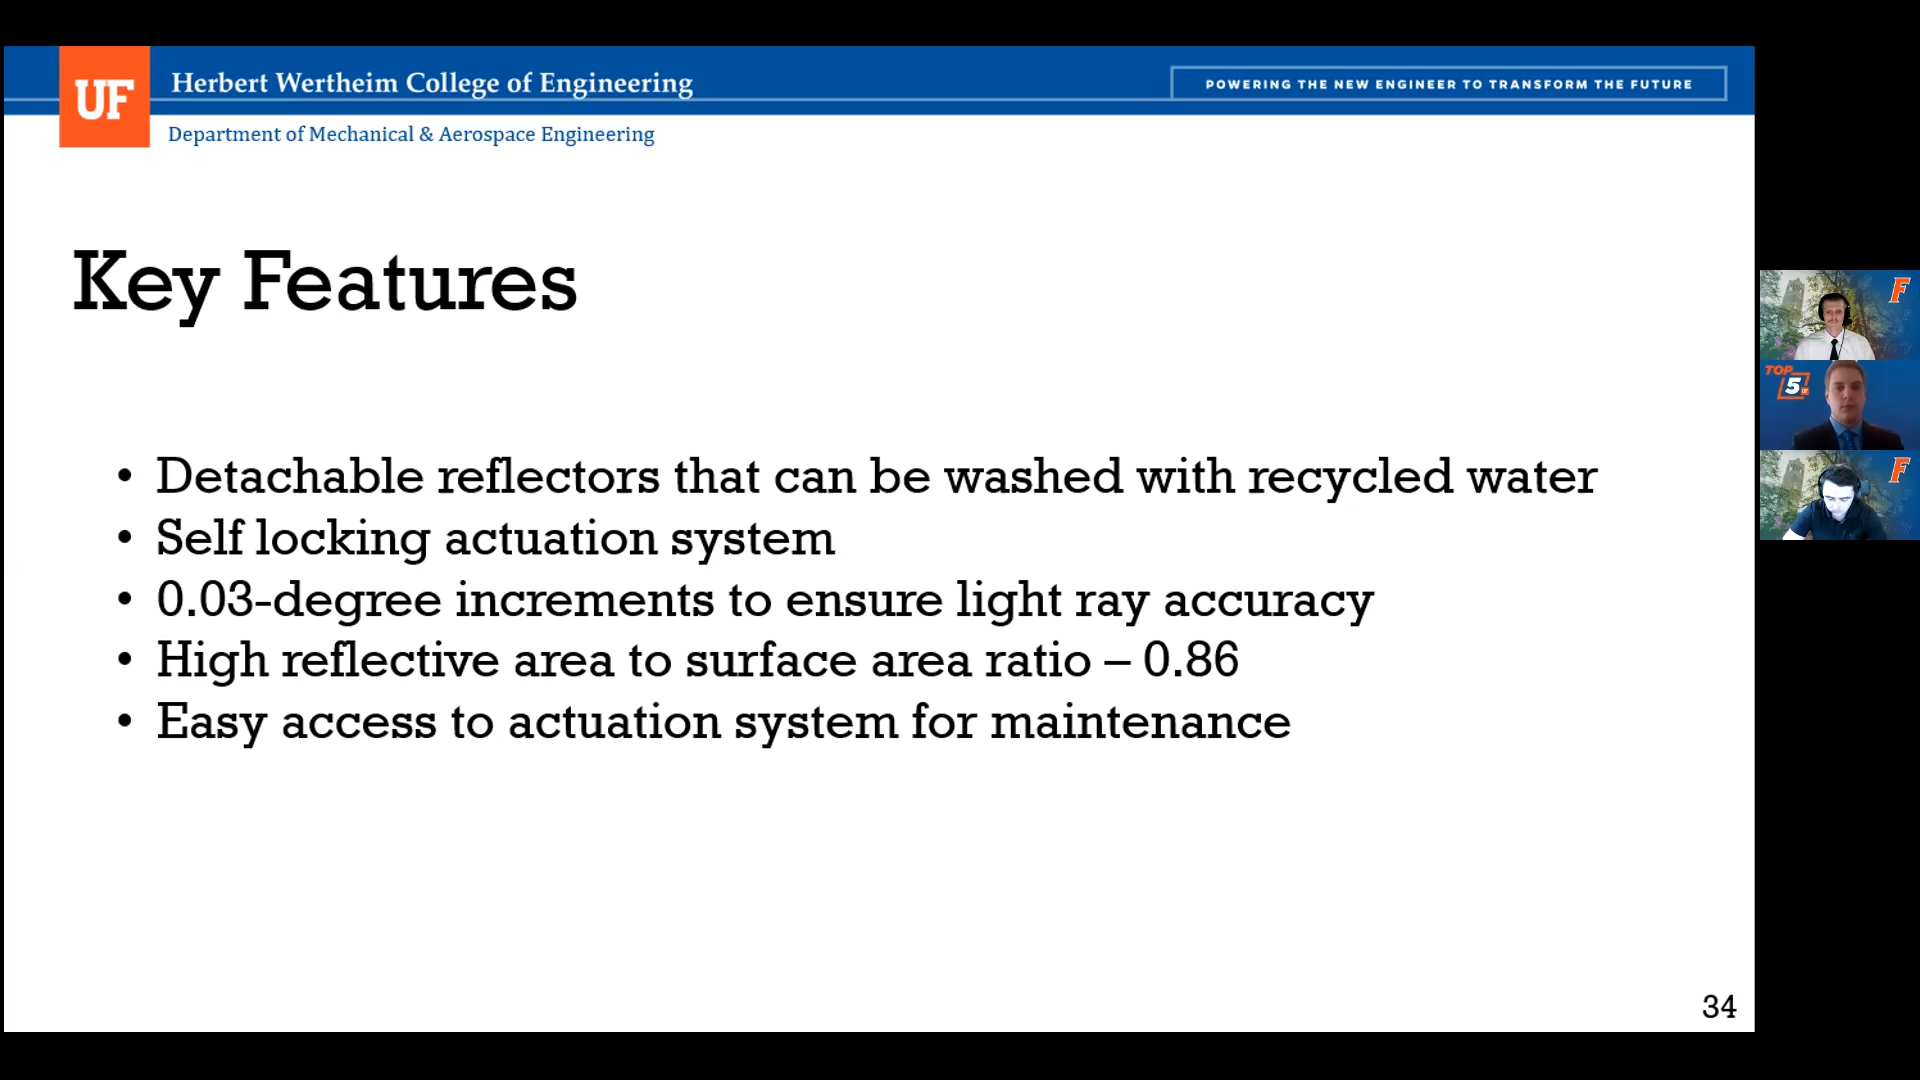 UF
Herbert Wertheim College of Engineering
POWERING THE NEW ENGINEER TO TRANSFORM THE FUTURE
Department of Mechanical & Aerospace Engineering
Key Features
• Detachable reflectors that can be washed with recycled water
• Self locking actuation system
• 0.03-degree increments to ensure light ray accuracy
• High reflective area to surface area ratio – 0.86
• Easy access to actuation system for maintenance
34
F
TOP
5
F